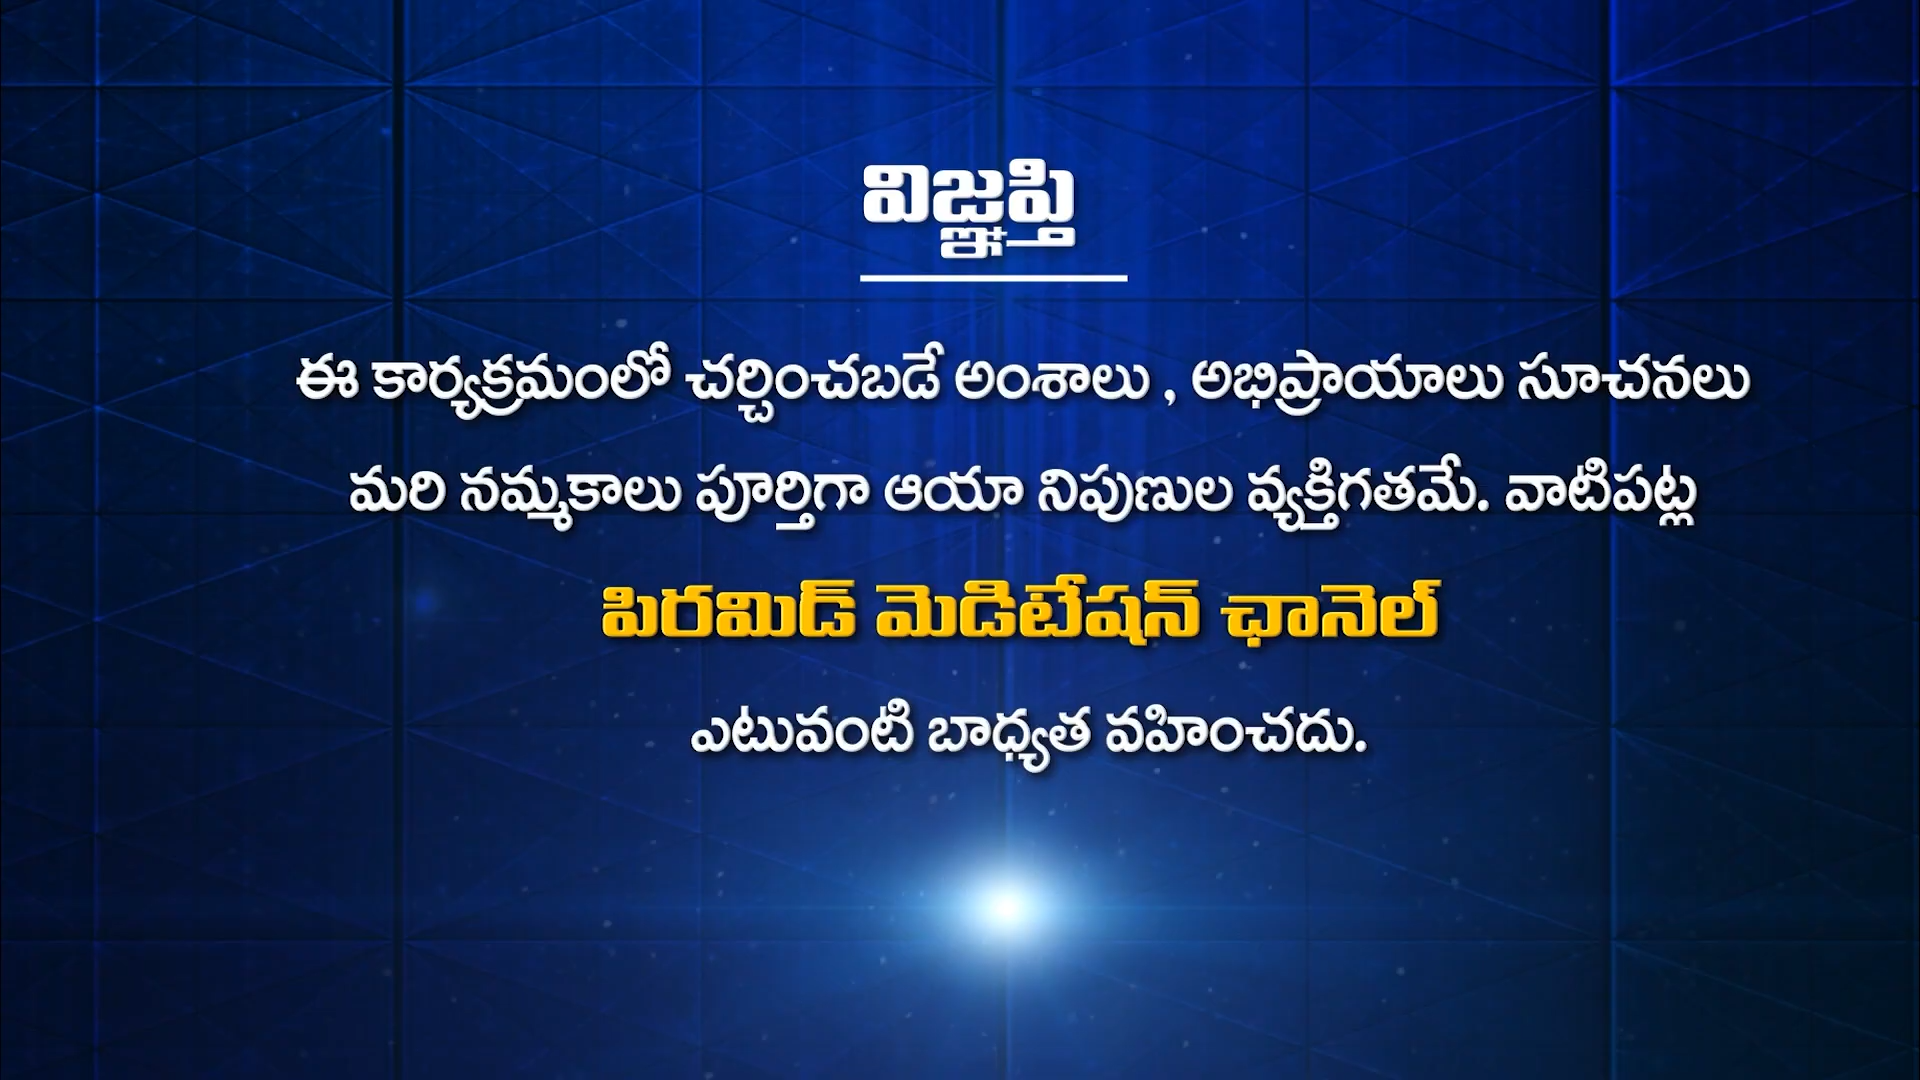 విజ్ఞప్తి
ఈ కార్యక్రమంలో చర్చించబడే అంశాలు , అభిప్రాయాలు సూచనలు
మరి నమ్మకాలు పూర్తిగా ఆయా నిపుణుల వ్యక్తిగతమే. వాటిపట్ల
పిరమిడ్ మెడిటేషన్ ఛానెల్
ఎటువంటి బాధ్యత వహించదు.